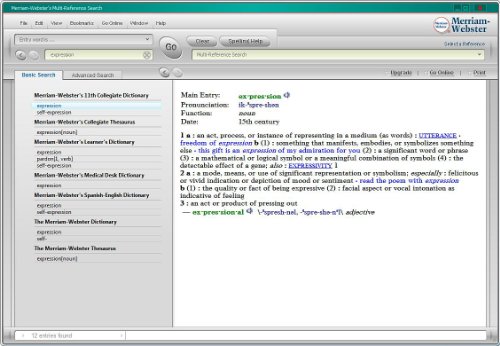 Merriam-Webster's Multi-Reference Search
File Edit View Bookmarks Go Online Window Help
Merriam-Webster
Merriam-
Webster
Entry words ...
Go
Clear
Spelling Help
Select a Reference
expression
Multi-Reference Search
Basic Search
Advanced Search
Upgrade | Go Online | Print
Merriam-Webster's 11th Collegiate Dictionary
expression
self-expression
Merriam-Webster's Collegiate Thesaurus
expression[noun]
Merriam-Webster's Learner's Dictionary
expression
pardon[1, verb]
Merriam-Webster's Medical Desk Dictionary
expression
Merriam-Webster's Spanish-English Dictionary
expression
self-expression
The Merriam-Webster Dictionary
expression
self-
The Merriam-Webster Thesaurus
expression[noun]
Main Entry: ex·pres·sion
Pronunciation: ik-ˈspre-shən
Function: noun
Date: 15th century
1 a : an act, process, or instance of representing in a medium (as words) : UTTERANCE -
freedom of expression b (1) : something that manifests, embodies, or symbolizes something
else - this gift is an expression of my admiration for you (2) : a significant word or phrase
(3) : a mathematical or logical symbol or a meaningful combination of symbols (4) : the
detectable effect of a gene; also : EXPRESSIVITY 1
2 a : a mode, means, or use of significant representation or symbolism; especially : felicitous
or vivid indication or depiction of mood or sentiment - read the poem with expression
b (1) : the quality or fact of being expressive (2) : facial aspect or vocal intonation as
indicative of feeling
3 : an act or product of pressing out
— ex·pres·sion·al \-ˈspresh-nəl, -ˈspre-shə-nᵊl\ adjective
12 entries found